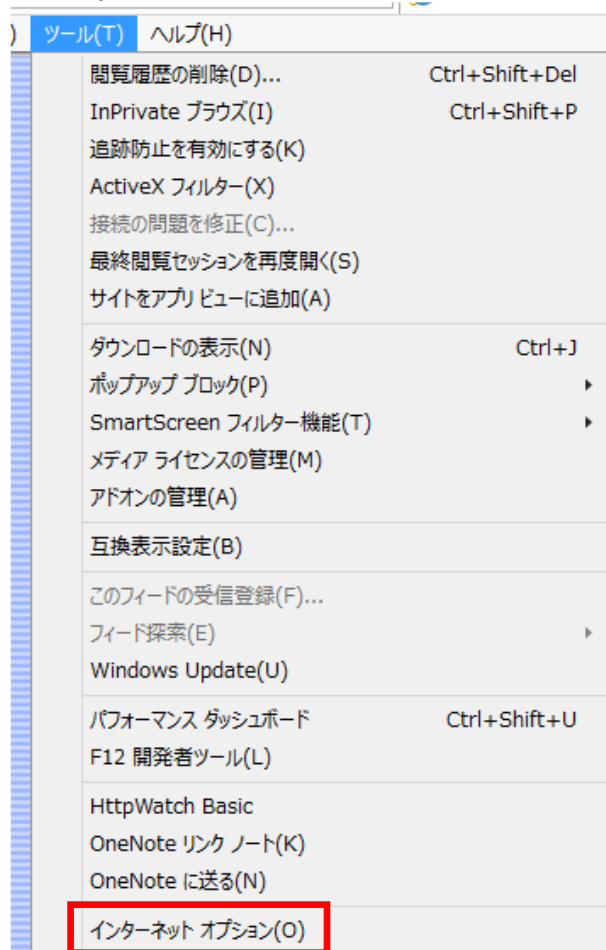 ) ツール(T) ヘルプ(H)
閲覧履歴の削除(D)... Ctrl+Shift+Del
InPrivate ブラウズ(I) Ctrl+Shift+P
追跡防止を有効にする(K)
ActiveX フィルター(X)
接続の問題を修正(C)...
最終閲覧セッションを再度開く(S)
サイトをアプリ ビューに追加(A)
ダウンロードの表示(N) Ctrl+J
ポップアップ ブロック(P)
SmartScreen フィルター機能(T)
メディア ライセンスの管理(M)
アドオンの管理(A)
互換表示設定(B)
このフィードの受信登録(F)...
フィード探索(E)
Windows Update(U)
パフォーマンス ダッシュボード Ctrl+Shift+U
F12 開発者ツール(L)
HttpWatch Basic
OneNote リンク ノート(K)
OneNote に送る(N)
インターネット オプション(O)